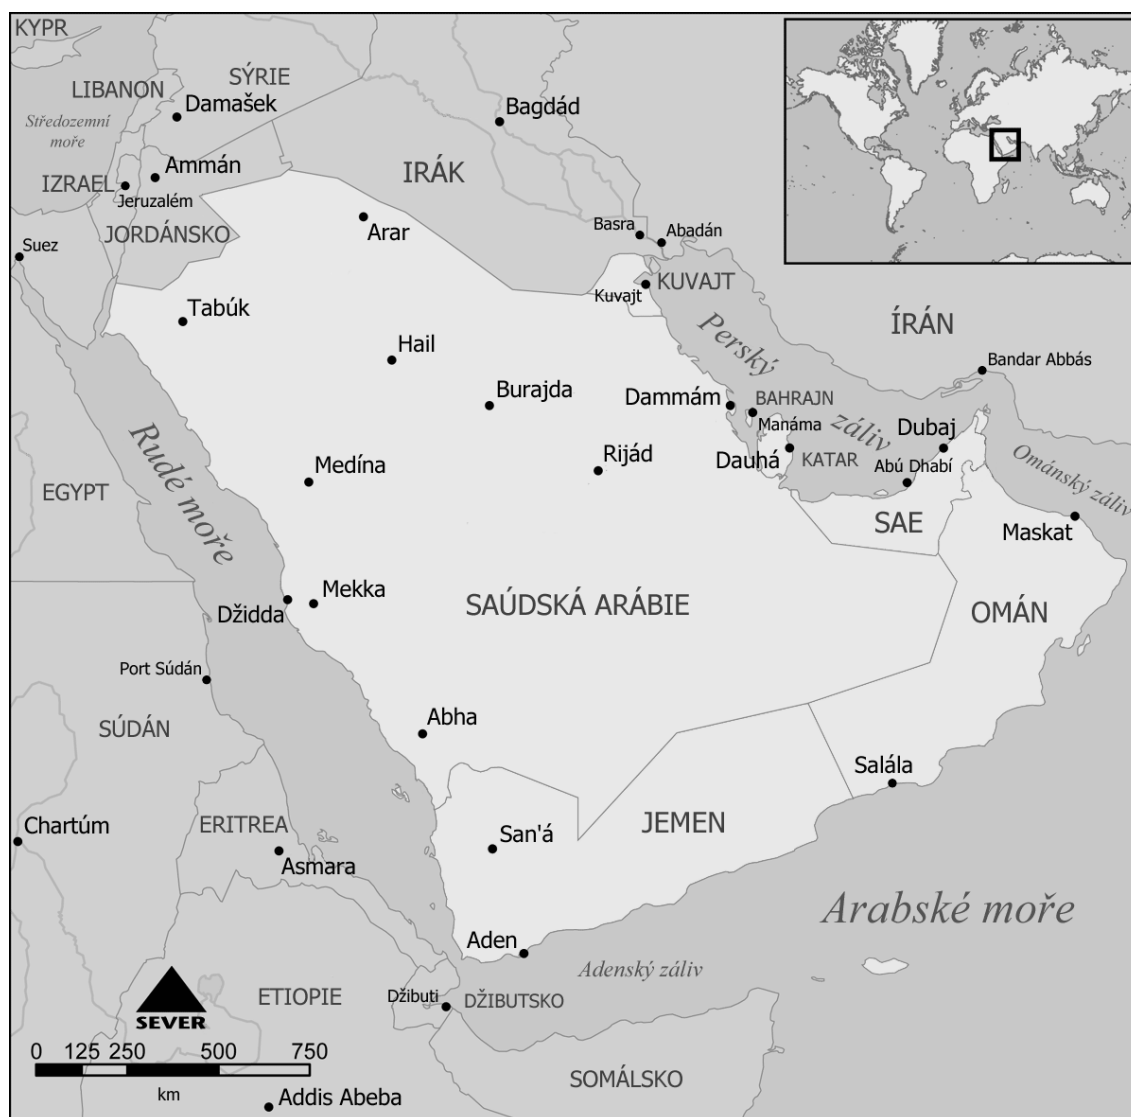 KYPR
SÝRIE
LIBANON
Damašek
Bagdád
Středozemní
moře
Ammán
IRÁK
IZRAEL
Jeruzalém
Arar
Basra
Abadán
JORDÁNSKO
Suez
KUVAJT
Kuvajt
Tabúk
Perský
záliv
ÍRÁN
Hail
Bandar Abbás
Burajda
Dammám
BAHRAJN
Manáma
Dubaj
Rudé moře
Medína
Rijád
Dauhá
KATAR
Abú Dhabí
Ománský záliv
EGYPT
SAE
Maskat
Mekka
Džidda
SAÚDSKÁ ARÁBIE
OMÁN
Port Súdán
SÚDÁN
Abha
Salála
Chartúm
ERITREA
San'á
JEMEN
Asmara
Arabské moře
Aden
Adenský záliv
ETIOPIE
Džibuti
DŽIBUTSKO
SEVER
0 125 250 500 750
km
SOMÁLSKO
Addis Abeba